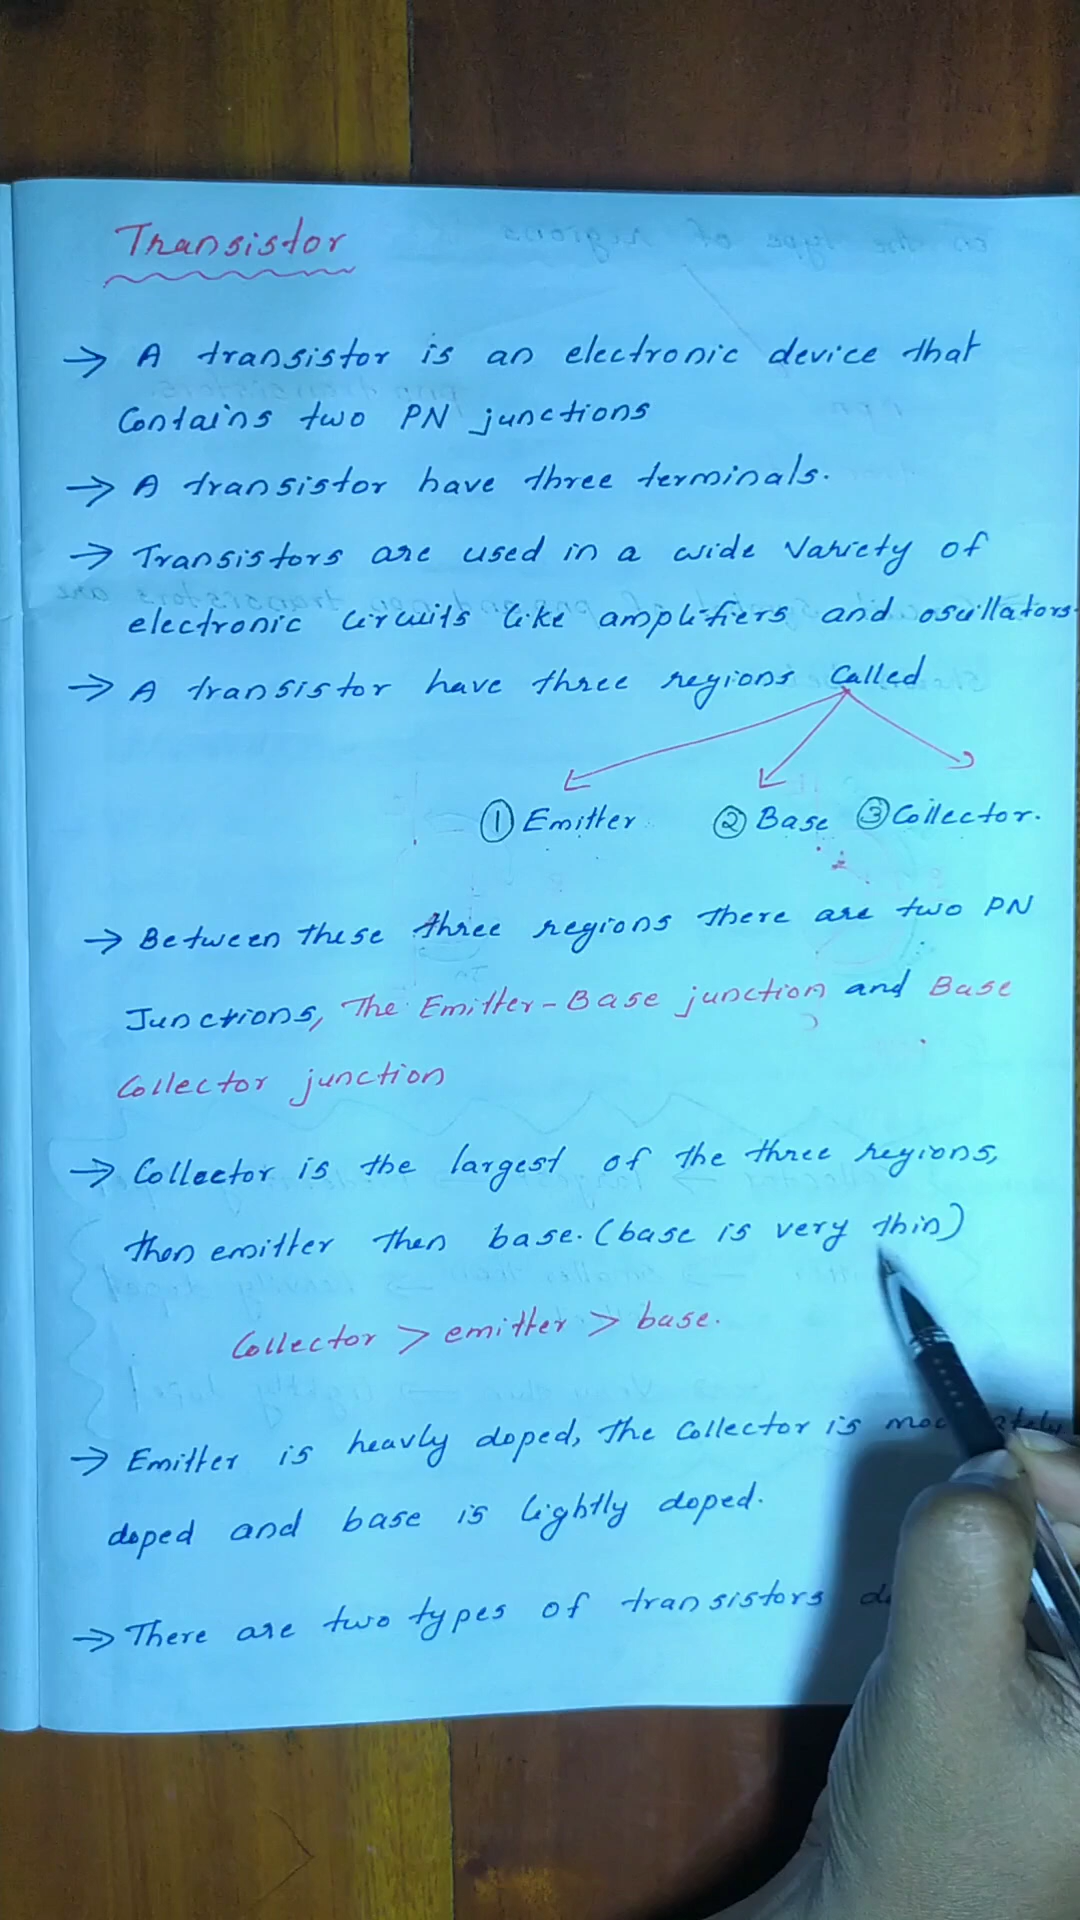 Transistor
→ A transistor is an electronic device that
Contains two PN junctions
→ A transistor have three terminals.
→ Transistors are used in a wide variety of
electronic circuits like amplifiers and oscillators.
→ A transistor have three regions Called
① Emitter ② Base ③ Collector.
→ Between these three regions there are two PN
Junctions, The Emitter-Base junction and Base
Collector junction
→ Collector is the largest of the three regions,
then emitter then base. (base is very thin)
Collector > emitter > base.
→ Emitter is heavly doped, the collector is
doped and base is lightly doped.
→ There are two types of transistors